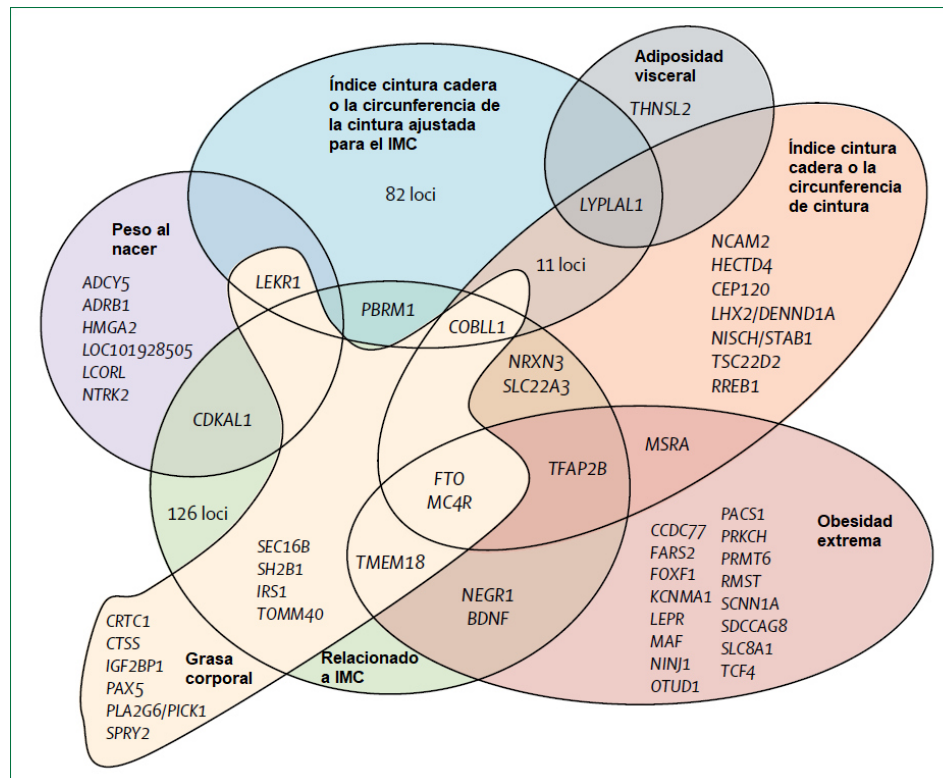 Adiposidad
visceral
THNSL2
Índice cintura cadera
o la circunferencia de
la cintura ajustada
para el IMC
82 loci
LYPLAL1
Índice cintura
cadera o la
circunferencia
de cintura
Peso al
nacer
ADCY5
ADRB1
HMGA2
LOC101928505
LCORL
NTRK2
LEKR1
PBRM1
11 loci
COBLL1
NCAM2
HECTD4
CEP120
LHX2/DENND1A
NISCH/STAB1
TSC22D2
RREB1
NRXN3
SLC22A3
CDKAL1
MSRA
TFAP2B
FTO
MC4R
126 loci
SEC16B
SH2B1
IRS1
TOMM40
TMEM18
NEGR1
BDNF
CCDC77
FARS2
FOXF1
KCNMA1
LEPR
MAF
NINJ1
OTUD1
PACS1
PRKCH
PRMT6
RMST
SCNN1A
SDCCAG8
SLC8A1
TCF4
Obesidad
extrema
CRTC1
CTSS
IGF2BP1
PAX5
PLA2G6/PICK1
SPRY2
Grasa
corporal
Relacionado
a IMC